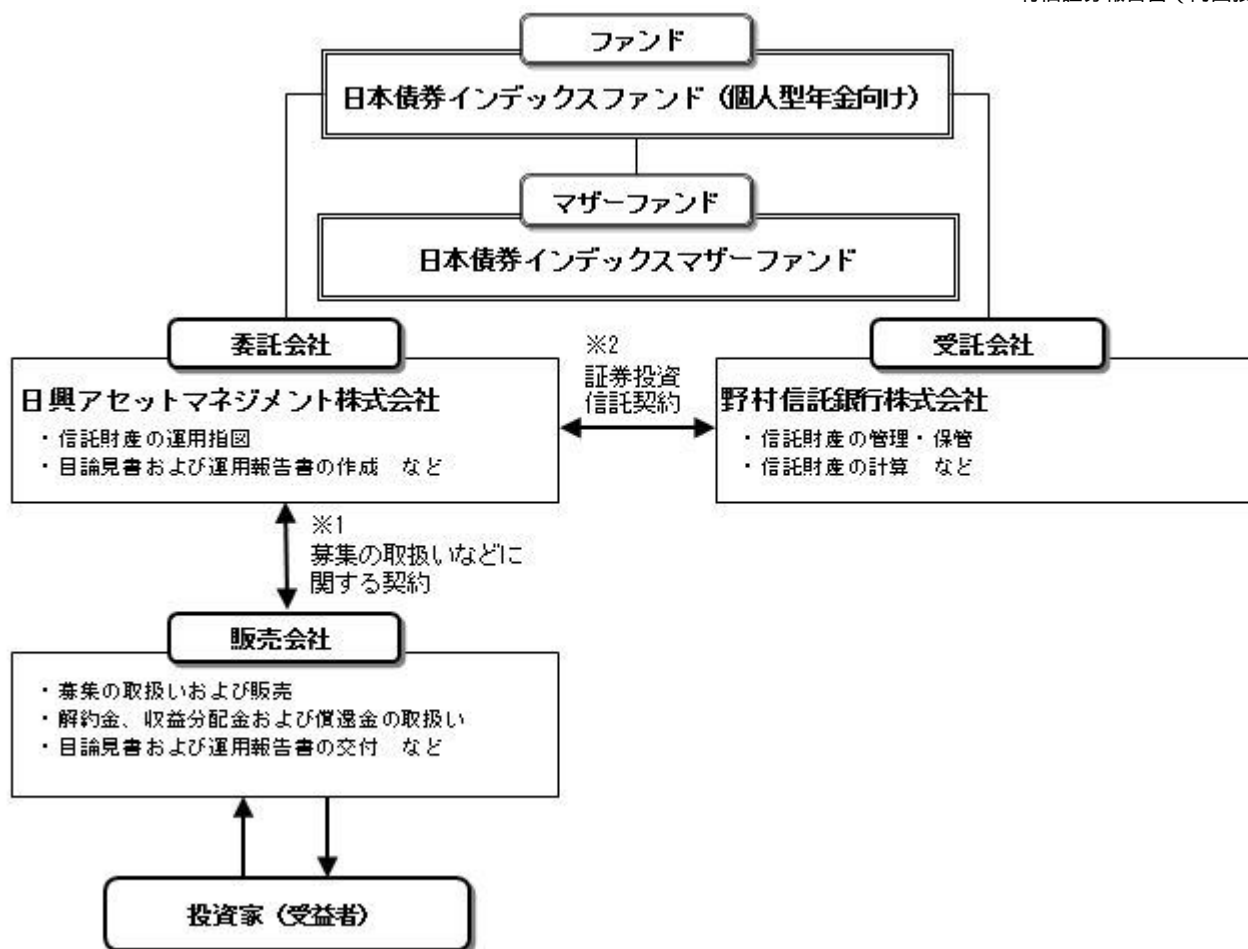 ファンド
日本債券インデックスファンド（個人型年金向け）
マザーファンド
日本債券インデックスマザーファンド
委託会社
日興アセットマネジメント株式会社
・信託財産の運用指図
・目論見書および運用報告書の作成　など
※2
証券投資
信託契約
受託会社
野村信託銀行株式会社
・信託財産の管理・保管
・信託財産の計算　など
※1
募集の取扱いなどに
関する契約
販売会社
・募集の取扱いおよび販売
・解約金、収益分配金および償還金の取扱い
・目論見書および運用報告書の交付　など
投資家（受益者）